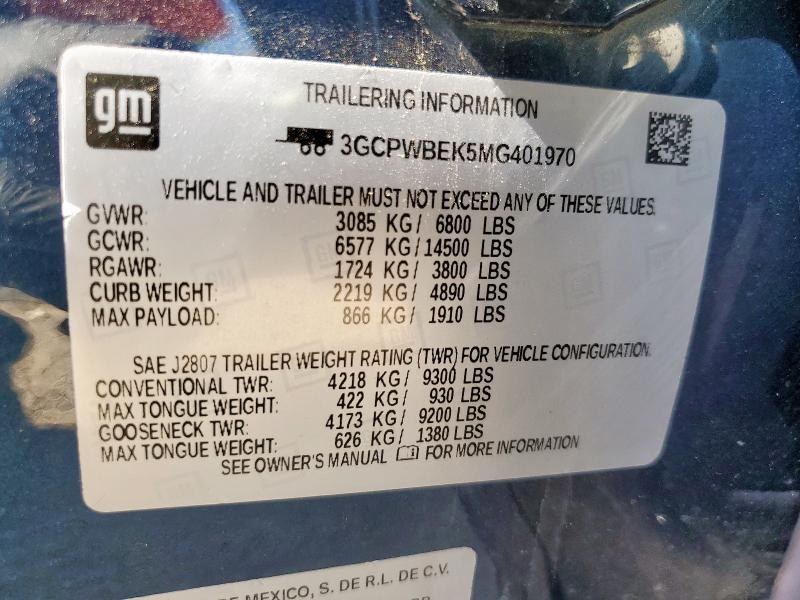 gm
TRAILERING INFORMATION
3GCPWBEK5MG401970
VEHICLE AND TRAILER MUST NOT EXCEED ANY OF THESE VALUES.
GVWR: 3085 KG/ 6800 LBS
GCWR: 6577 KG/14500 LBS
RGAWR: 1724 KG/ 3800 LBS
CURB WEIGHT: 2219 KG/ 4890 LBS
MAX PAYLOAD: 866 KG/ 1910 LBS
SAE J2807 TRAILER WEIGHT RATING (TWR) FOR VEHICLE CONFIGURATION.
CONVENTIONAL TWR: 4218 KG/ 9300 LBS
MAX TONGUE WEIGHT: 422 KG/ 930 LBS
GOOSENECK TWR: 4173 KG/ 9200 LBS
MAX TONGUE WEIGHT: 626 KG/ 1380 LBS
SEE OWNER'S MANUAL FOR MORE INFORMATION
DE MEXICO, S. DE R.L. DE C.V.